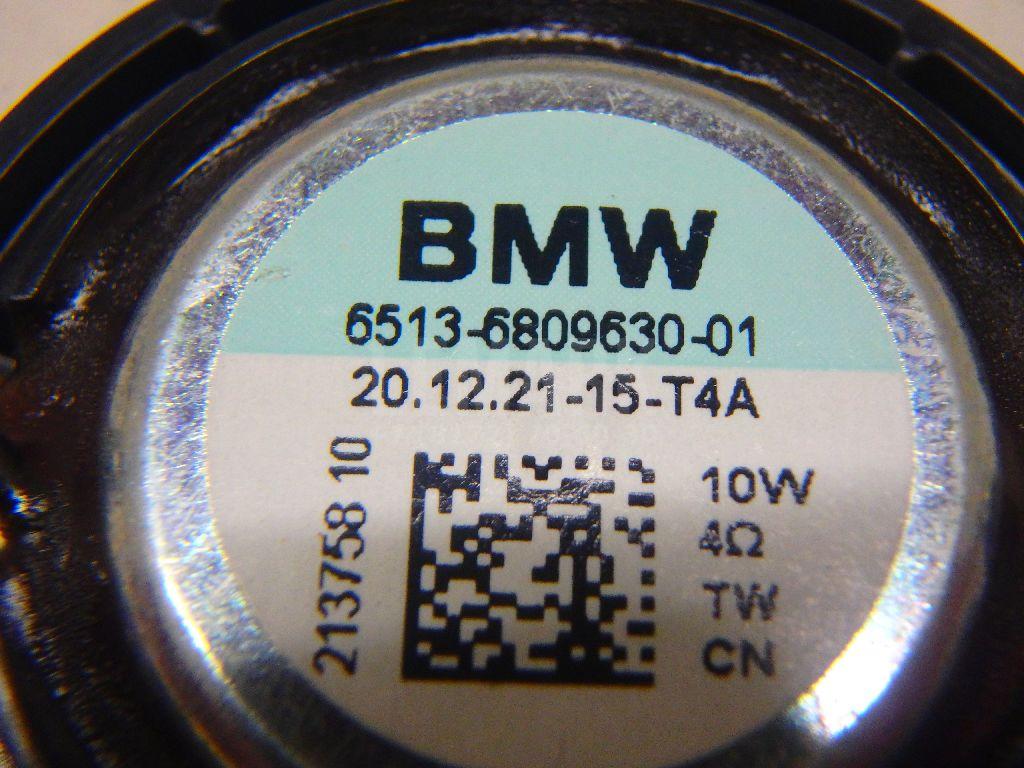 BMW
6513-6809630-01
20.12.21-15-T4A
213758 10
10W
4Ω
TW
CN